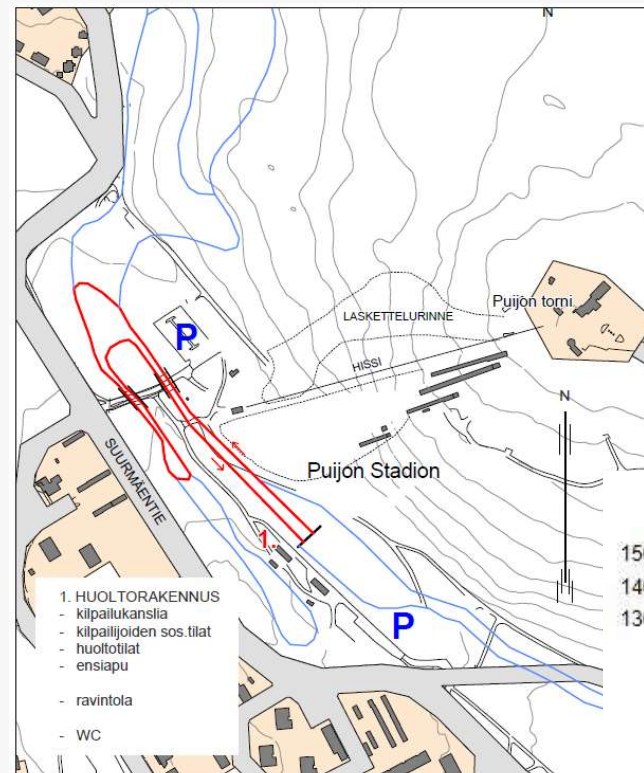 N
Puijon torni
LASKETTELURINNE
P
HISSI
N
SUURMÄENTIE
Puijon Stadion
1.
1. HUOLTORAKENNUS
- kilpailukanslia
- kilpailijoiden sos.tilat
- huoltotilat
- ensiapu
- ravintola
- WC
P